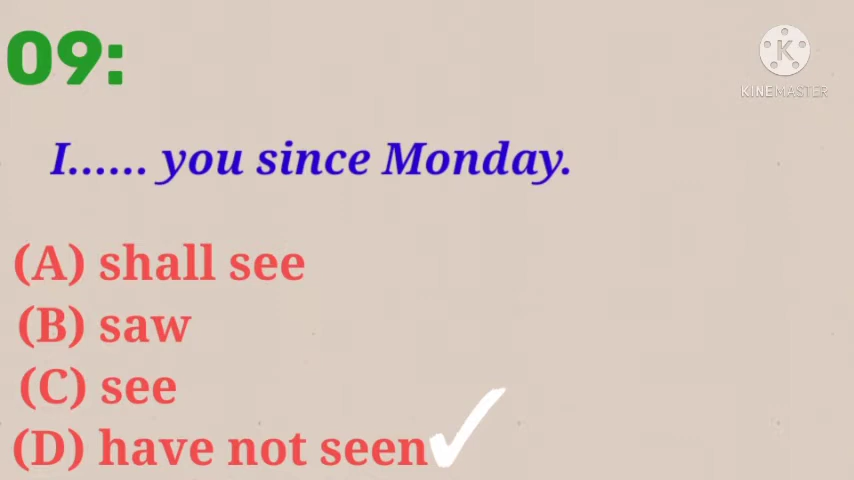 09:
K
KINEMASTER
I...... you since Monday.
(A) shall see
(B) saw
(C) see
(D) have not seen